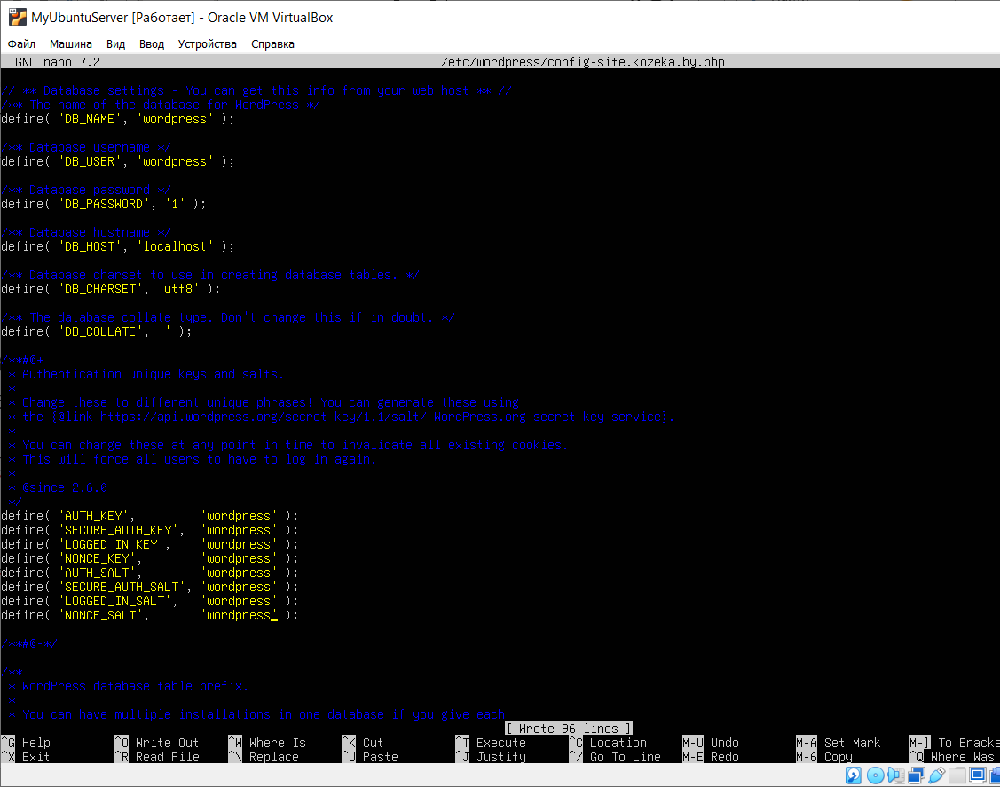 MyUbuntuServer [Работает] - Oracle VM VirtualBox
Файл Машина Вид Ввод Устройства Справка
GNU nano 7.2 /etc/wordpress/config-site.kozeka.by.php
// ** Database settings - You can get this info from your web host ** //
/** The name of the database for WordPress */
define( 'DB_NAME', 'wordpress' );
/** Database username */
define( 'DB_USER', 'wordpress' );
/** Database password */
define( 'DB_PASSWORD', '1' );
/** Database hostname */
define( 'DB_HOST', 'localhost' );
/** Database charset to use in creating database tables. */
define( 'DB_CHARSET', 'utf8' );
/** The database collate type. Don't change this if in doubt. */
define( 'DB_COLLATE', '' );
/**#@+
* Authentication unique keys and salts.
*
* Change these to different unique phrases! You can generate these using
* the {@link https://api.wordpress.org/secret-key/1.1/salt/ WordPress.org secret-key service}.
*
* You can change these at any point in time to invalidate all existing cookies.
* This will force all users to have to log in again.
*
* @since 2.6.0
*/
define( 'AUTH_KEY', 'wordpress' );
define( 'SECURE_AUTH_KEY', 'wordpress' );
define( 'LOGGED_IN_KEY', 'wordpress' );
define( 'NONCE_KEY', 'wordpress' );
define( 'AUTH_SALT', 'wordpress' );
define( 'SECURE_AUTH_SALT', 'wordpress' );
define( 'LOGGED_IN_SALT', 'wordpress' );
define( 'NONCE_SALT', 'wordpress' );
/**#@-*/
/**
* WordPress database table prefix.
*
* You can have multiple installations in one database if you give each
[ Wrote 96 lines ]
^G Help ^O Write Out ^W Where Is ^K Cut ^T Execute ^C Location M-U Undo M-A Set Mark M-] To Bracke
^X Exit ^R Read File ^\ Replace ^U Paste ^J Justify ^/ Go To Line M-E Redo M-6 Copy ^Q Where Was